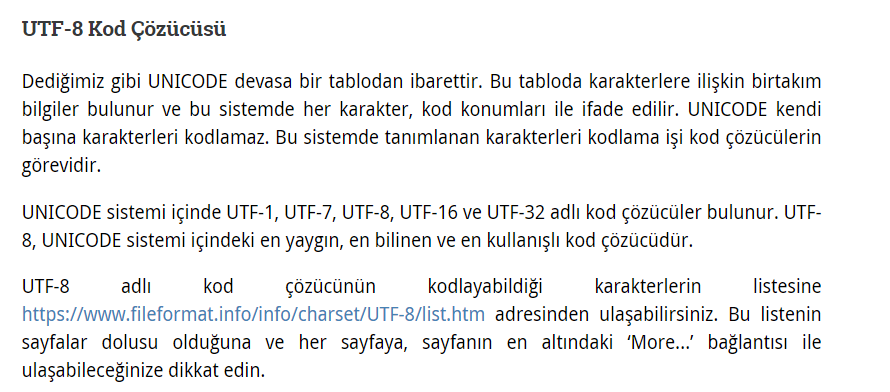 UTF-8 Kod Çözücüsü
Dediğimiz gibi UNICODE devasa bir tablodan ibarettir. Bu tabloda karakterlere ilişkin birtakım
bilgiler bulunur ve bu sistemde her karakter, kod konumları ile ifade edilir. UNICODE kendi
başına karakterleri kodlamaz. Bu sistemde tanımlanan karakterleri kodlama işi kod çözücülerin
görevidir.
UNICODE sistemi içinde UTF-1, UTF-7, UTF-8, UTF-16 ve UTF-32 adlı kod çözücüler bulunur. UTF-
8, UNICODE sistemi içindeki en yaygın, en bilinen ve en kullanışlı kod çözücüdür.
UTF-8 adlı kod çözücünün kodlayabildiği karakterlerin listesine
https://www.fileformat.info/info/charset/UTF-8/list.htm adresinden ulaşabilirsiniz. Bu listenin
sayfalar dolusu olduğuna ve her sayfaya, sayfanın en altındaki ‘More…’ bağlantısı ile
ulaşabileceğinize dikkat edin.